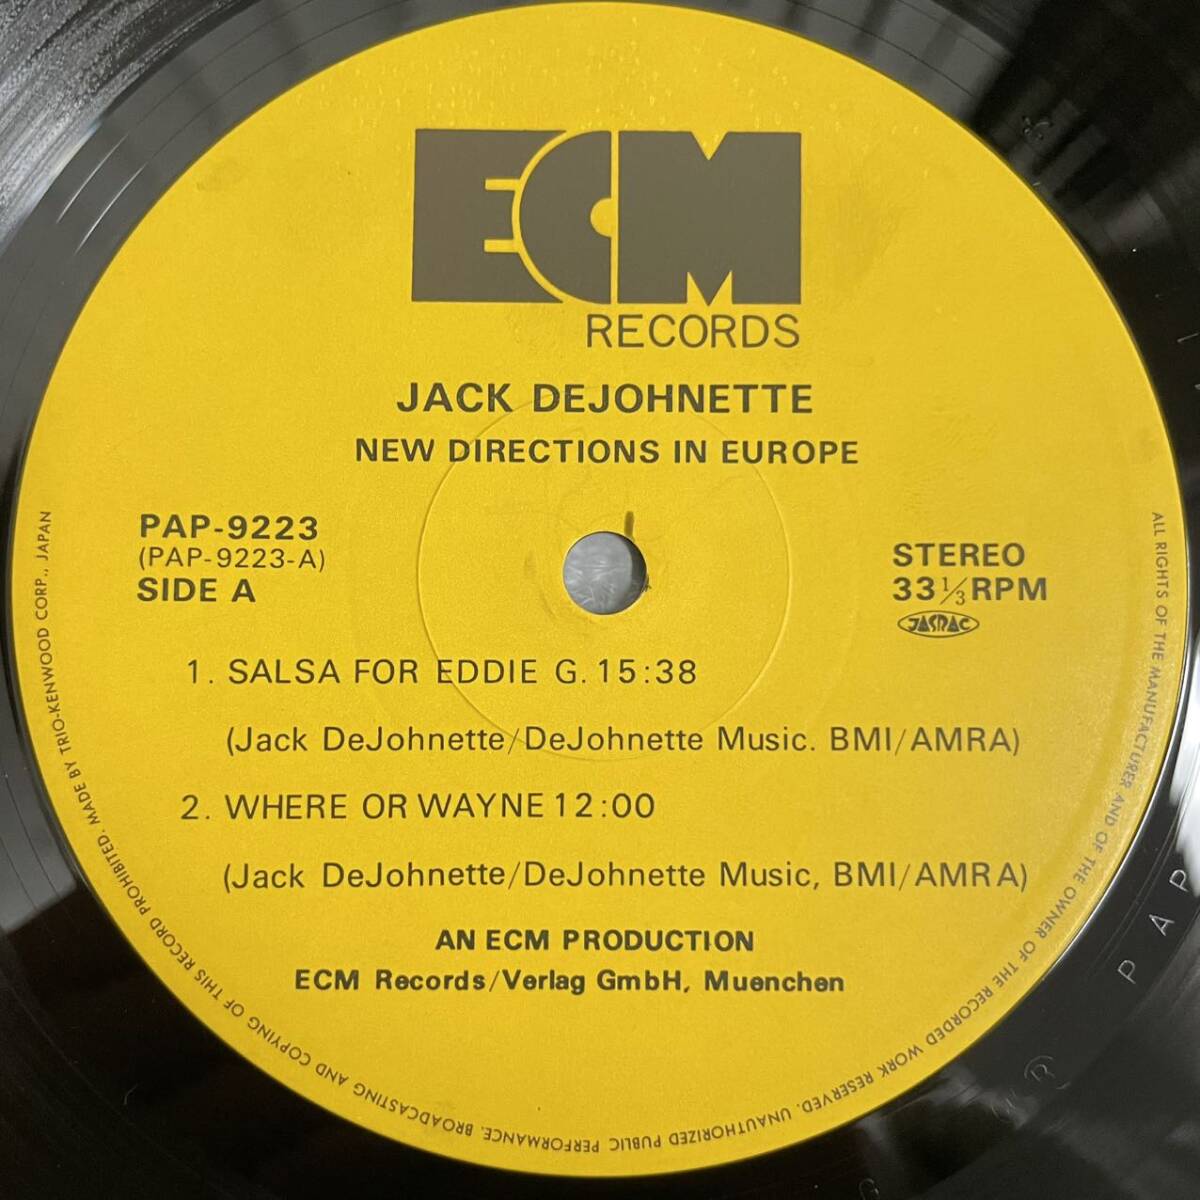 ECM
RECORDS
JACK DEJOHNETTE
NEW DIRECTIONS IN EUROPE
PAP-9223
(PAP-9223-A)
SIDE A
STEREO
33 1/3 RPM
JASRAC
1. SALSA FOR EDDIE G. 15:38
(Jack DeJohnette/DeJohnette Music. BMI/AMRA)
2. WHERE OR WAYNE 12:00
(Jack DeJohnette/DeJohnette Music, BMI/AMRA)
AN ECM PRODUCTION
ECM Records/Verlag GmbH, Muenchen
ALL RIGHTS OF THE MANUFACTURER AND OF THE OWNER OF THE RECORDED WORK RESERVED. UNAUTHORIZED PUBLIC PERFORMANCE. BROADCASTING AND COPYING OF THIS RECORD PROHIBITED. MADE BY TRIO-KENWOOD CORP., JAPAN